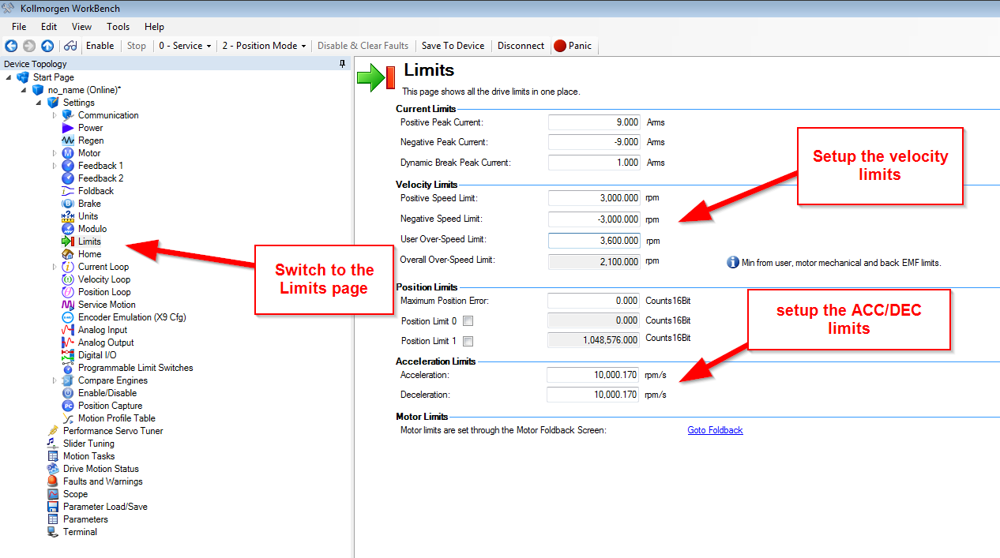 Kollmorgen WorkBench
File Edit View Tools Help
Enable Stop 0 - Service 2 - Position Mode Disable & Clear Faults Save To Device Disconnect Panic
Device Topology
Start Page
no_name (Online)*
Settings
Communication
Power
Regen
Motor
Feedback 1
Feedback 2
Foldback
Brake
Units
Modulo
Limits
Home
Current Loop
Velocity Loop
Position Loop
Service Motion
Encoder Emulation (X9 Cfg)
Analog Input
Analog Output
Digital I/O
Programmable Limit Switches
Compare Engines
Enable/Disable
Position Capture
Motion Profile Table
Performance Servo Tuner
Slider Tuning
Motion Tasks
Drive Motion Status
Faults and Warnings
Scope
Parameter Load/Save
Parameters
Terminal
Switch to the
Limits page
Limits
This page shows all the drive limits in one place.
Current Limits
Positive Peak Current: 9.000 Arms
Negative Peak Current: -9.000 Arms
Dynamic Break Peak Current: 1.000 Arms
Velocity Limits
Positive Speed Limit: 3,000.000 rpm
Negative Speed Limit: -3,000.000 rpm
User Over-Speed Limit: 3,600.000 rpm
Overall Over-Speed Limit: 2,100.000 rpm
Min from user, motor mechanical and back EMF limits.
Setup the velocity
limits
Position Limits
Maximum Position Error: 0.000 Counts16Bit
Position Limit 0 0.000 Counts16Bit
Position Limit 1 1,048,576.000 Counts16Bit
setup the ACC/DEC
limits
Acceleration Limits
Acceleration: 10,000.170 rpm/s
Deceleration: 10,000.170 rpm/s
Motor Limits
Motor limits are set through the Motor Foldback Screen: Goto Foldback